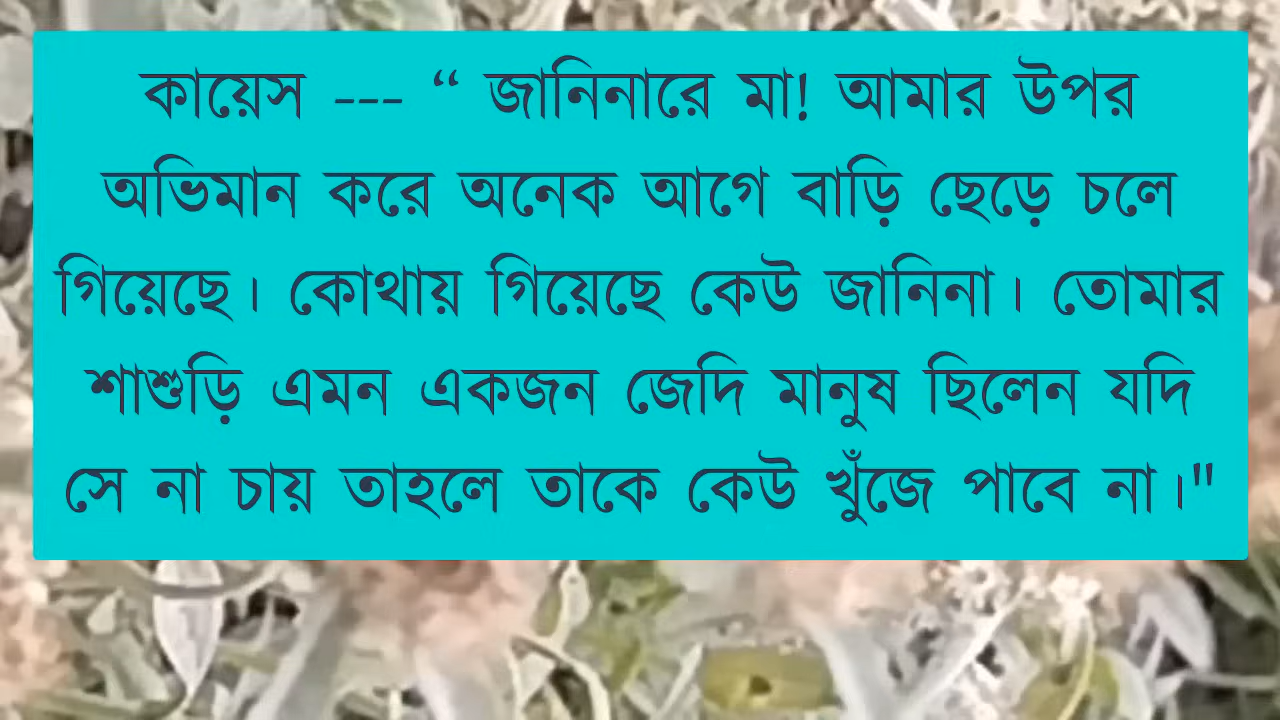 কায়েস --- “ জানিনারে মা! আমার উপর
অভিমান করে অনেক আগে বাড়ি ছেড়ে চলে
গিয়েছে। কোথায় গিয়েছে কেউ জানিনা। তোমার
শাশুড়ি এমন একজন জেদি মানুষ ছিলেন যদি
সে না চায় তাহলে তাকে কেউ খুঁজে পাবে না।"